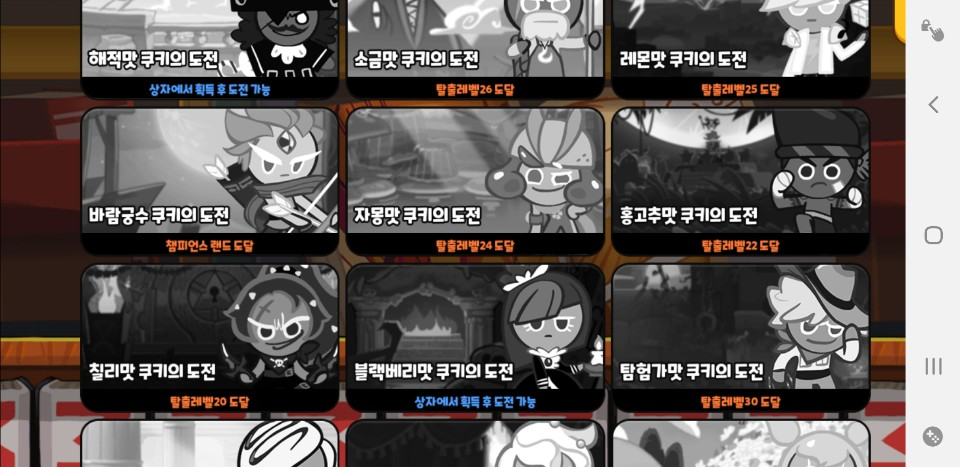 해적맛 쿠키의 도전
소금맛 쿠키의 도전
레몬맛 쿠키의 도전
상자에서 획득 후 도전 가능
탈출레벨26 도달
탈출레벨25 도달
바람궁수 쿠키의 도전
자몽맛 쿠키의 도전
홍고추맛 쿠키의 도전
챔피언스 랜드 도달
탈출레벨24 도달
탈출레벨22 도달
칠리맛 쿠키의 도전
블랙베리맛 쿠키의 도전
탐험가맛 쿠키의 도전
탈출레벨20 도달
상자에서 획득 후 도전 가능
탈출레벨30 도달